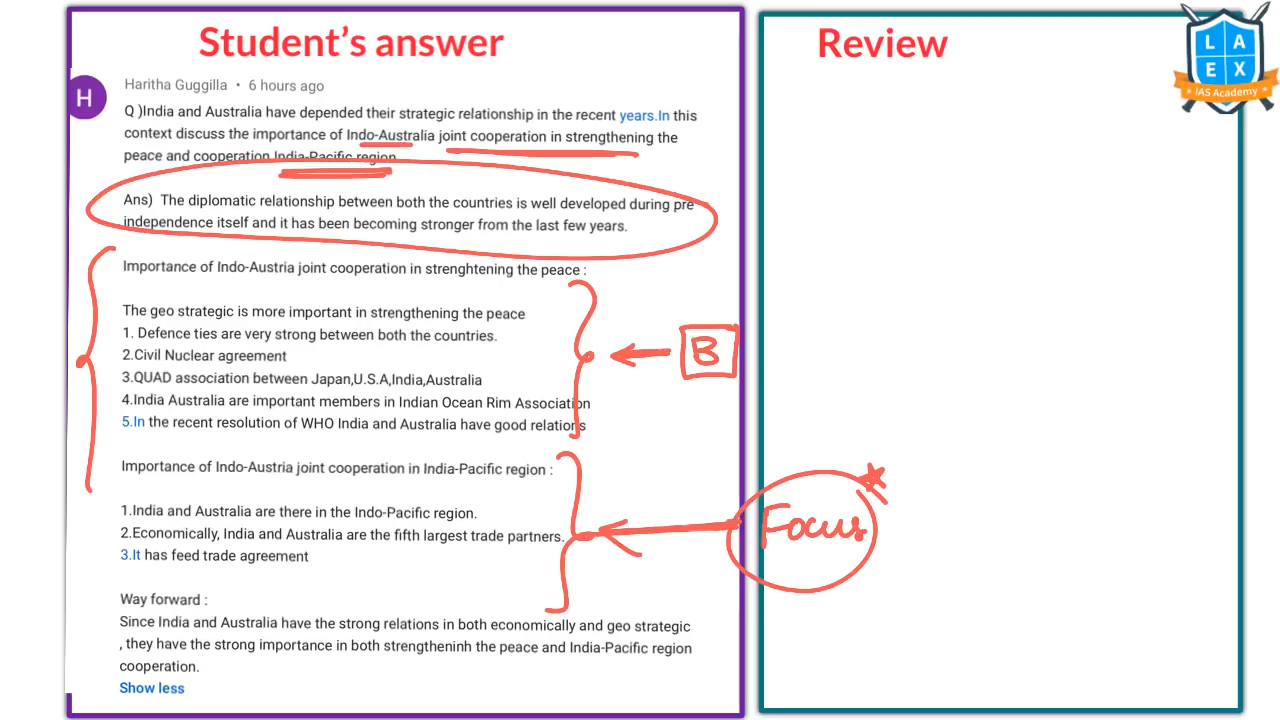 Student's answer
Haritha Guggilla • 6 hours ago
H
Q )India and Australia have depended their strategic relationship in the recent years.In this
context discuss the importance of Indo-Australia joint cooperation in strengthening the
peace and cooperation India-Pacific region
Ans) The diplomatic relationship between both the countries is well developed during pre
independence itself and it has been becoming stronger from the last few years.
Importance of Indo-Austria joint cooperation in strenghtening the peace :
The geo strategic is more important in strengthening the peace
1. Defence ties are very strong between both the countries.
2.Civil Nuclear agreement
3.QUAD association between Japan,U.S.A,India,Australia
4.India Australia are important members in Indian Ocean Rim Association
5.In the recent resolution of WHO India and Australia have good relations
B
Importance of Indo-Austria joint cooperation in India-Pacific region :
1.India and Australia are there in the Indo-Pacific region.
2.Economically, India and Australia are the fifth largest trade partners.
3.It has feed trade agreement
Focus
Way forward :
Since India and Australia have the strong relations in both economically and geo strategic
, they have the strong importance in both strengtheninh the peace and India-Pacific region
cooperation.
Show less
Review
L A
E X
IAS Academy